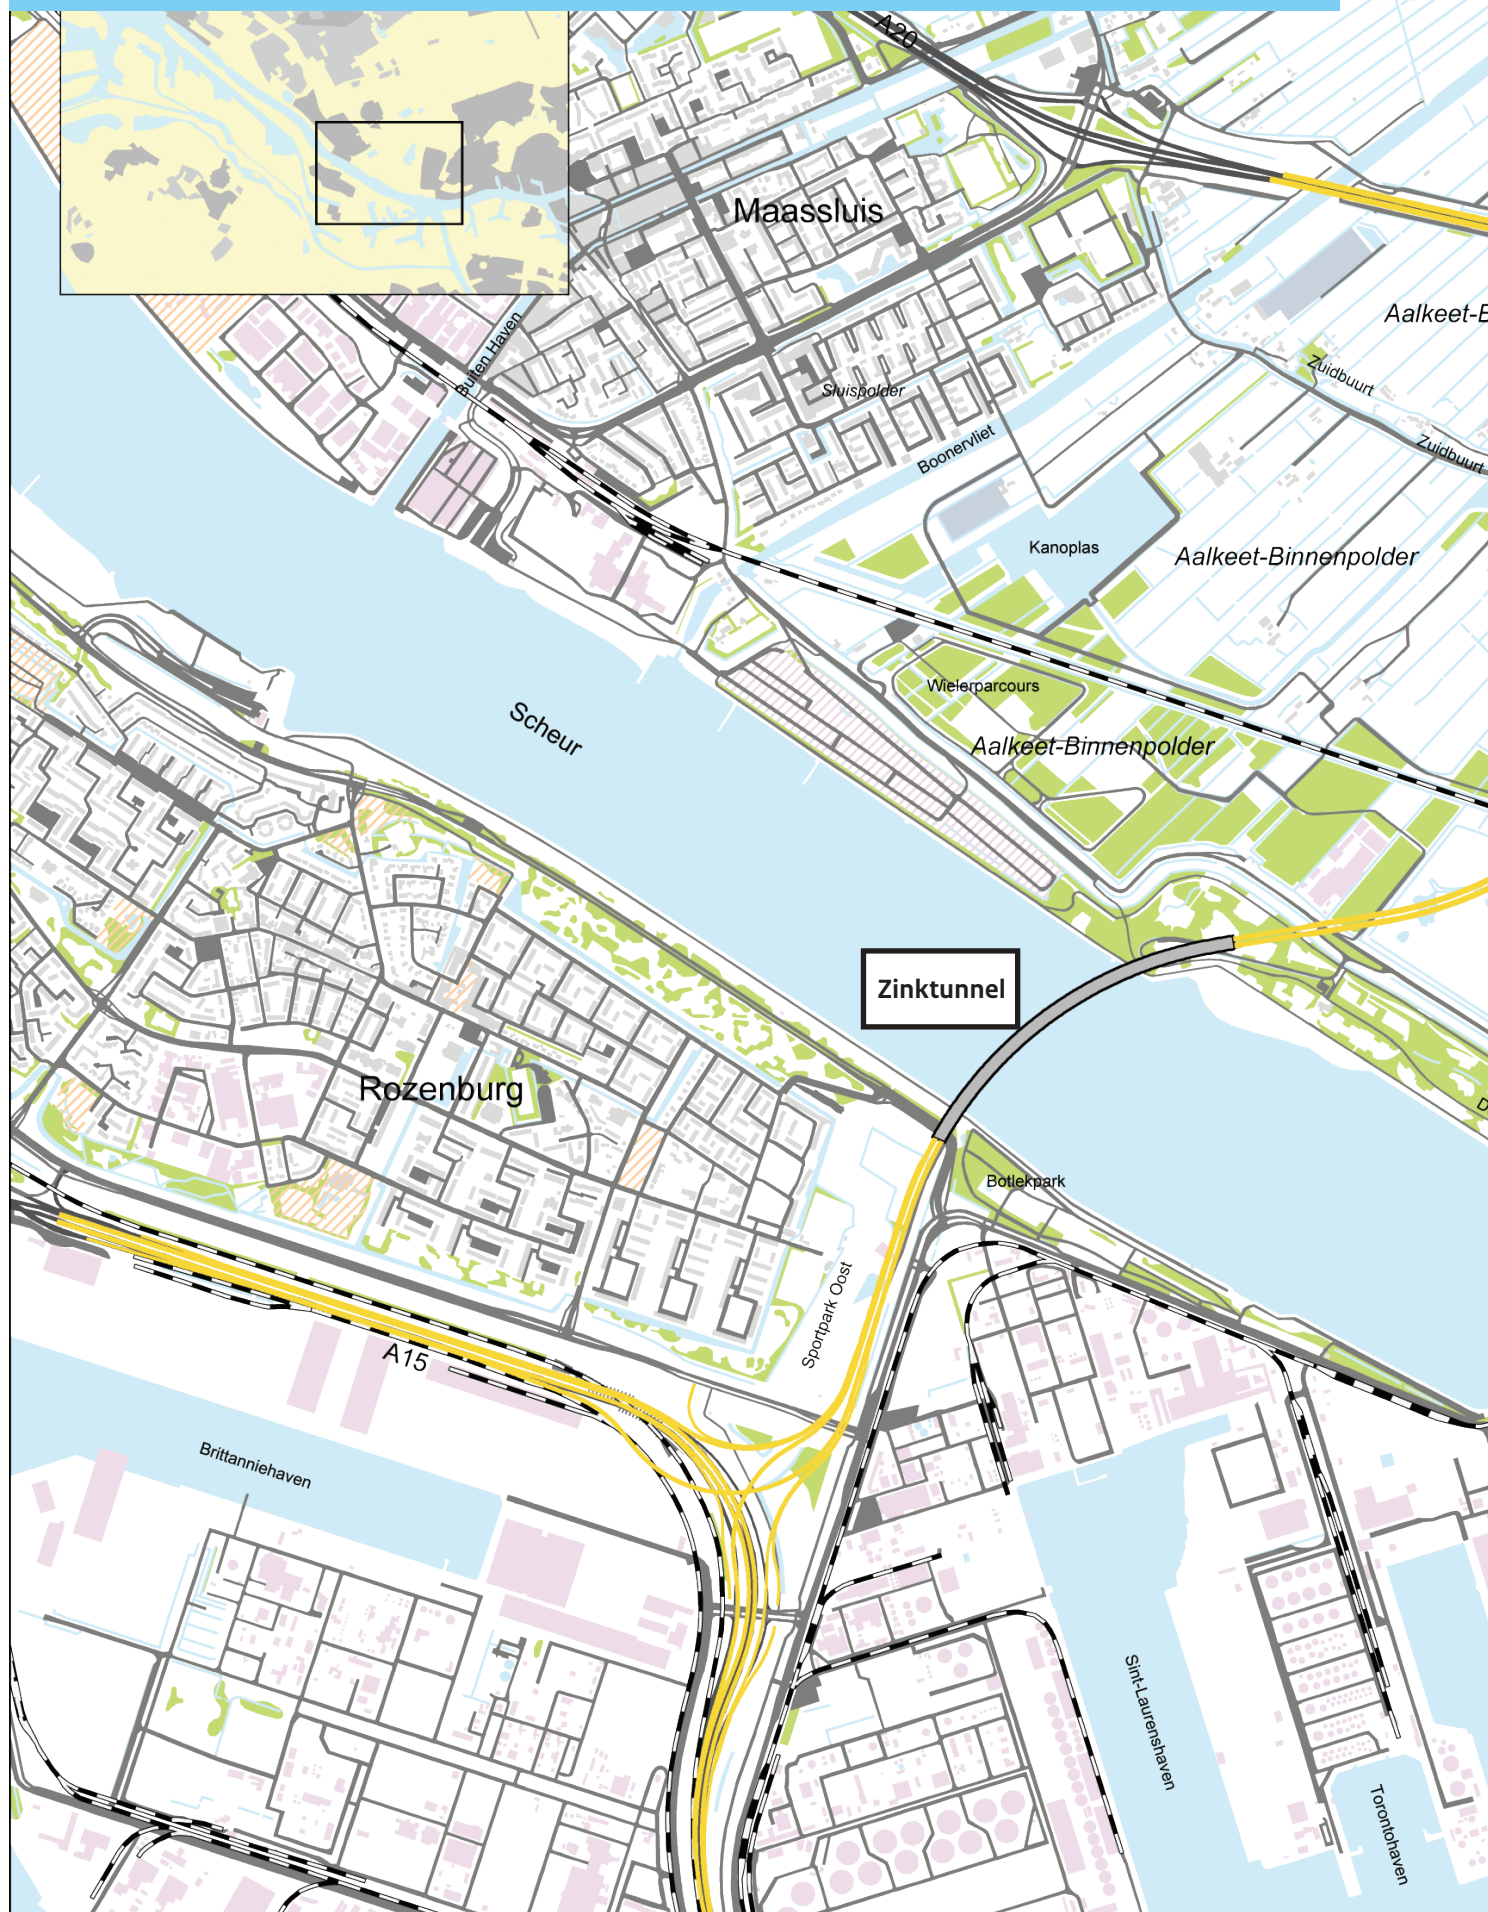 A20
Maassluis
Aalkeet-B
Buiten Haven
Zuidbuurt
Sluispolder
Boonervliet
Zuidbuurt
Kanoplas
Aalkeet-Binnenpolder
Wielerparcours
Scheur
Aalkeet-Binnenpolder
Zinktunnel
Rozenburg
D
Botlekpark
Sportpark Oost
A15
Brittanniehaven
Sint-Laurenshaven
Torontohaven